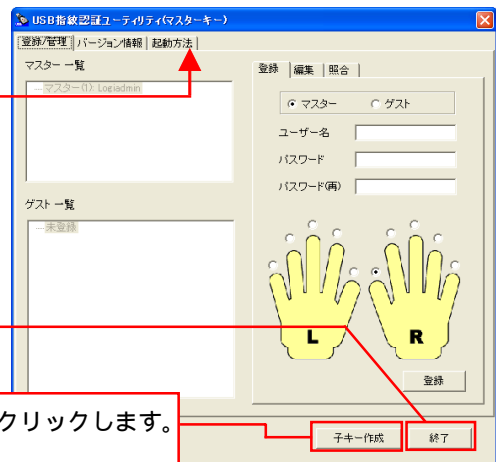 USB指紋認証ユーティリティ(マスターキー)
登録/管理 バージョン情報 起動方法
マスター 一覧
マスター(1): Logiadmin
登録 編集 照合
マスター ゲスト
ユーザー名
パスワード
パスワード(再)
ゲスト 一覧
未登録
L R
登録
クリックします。
子キー作成 終了